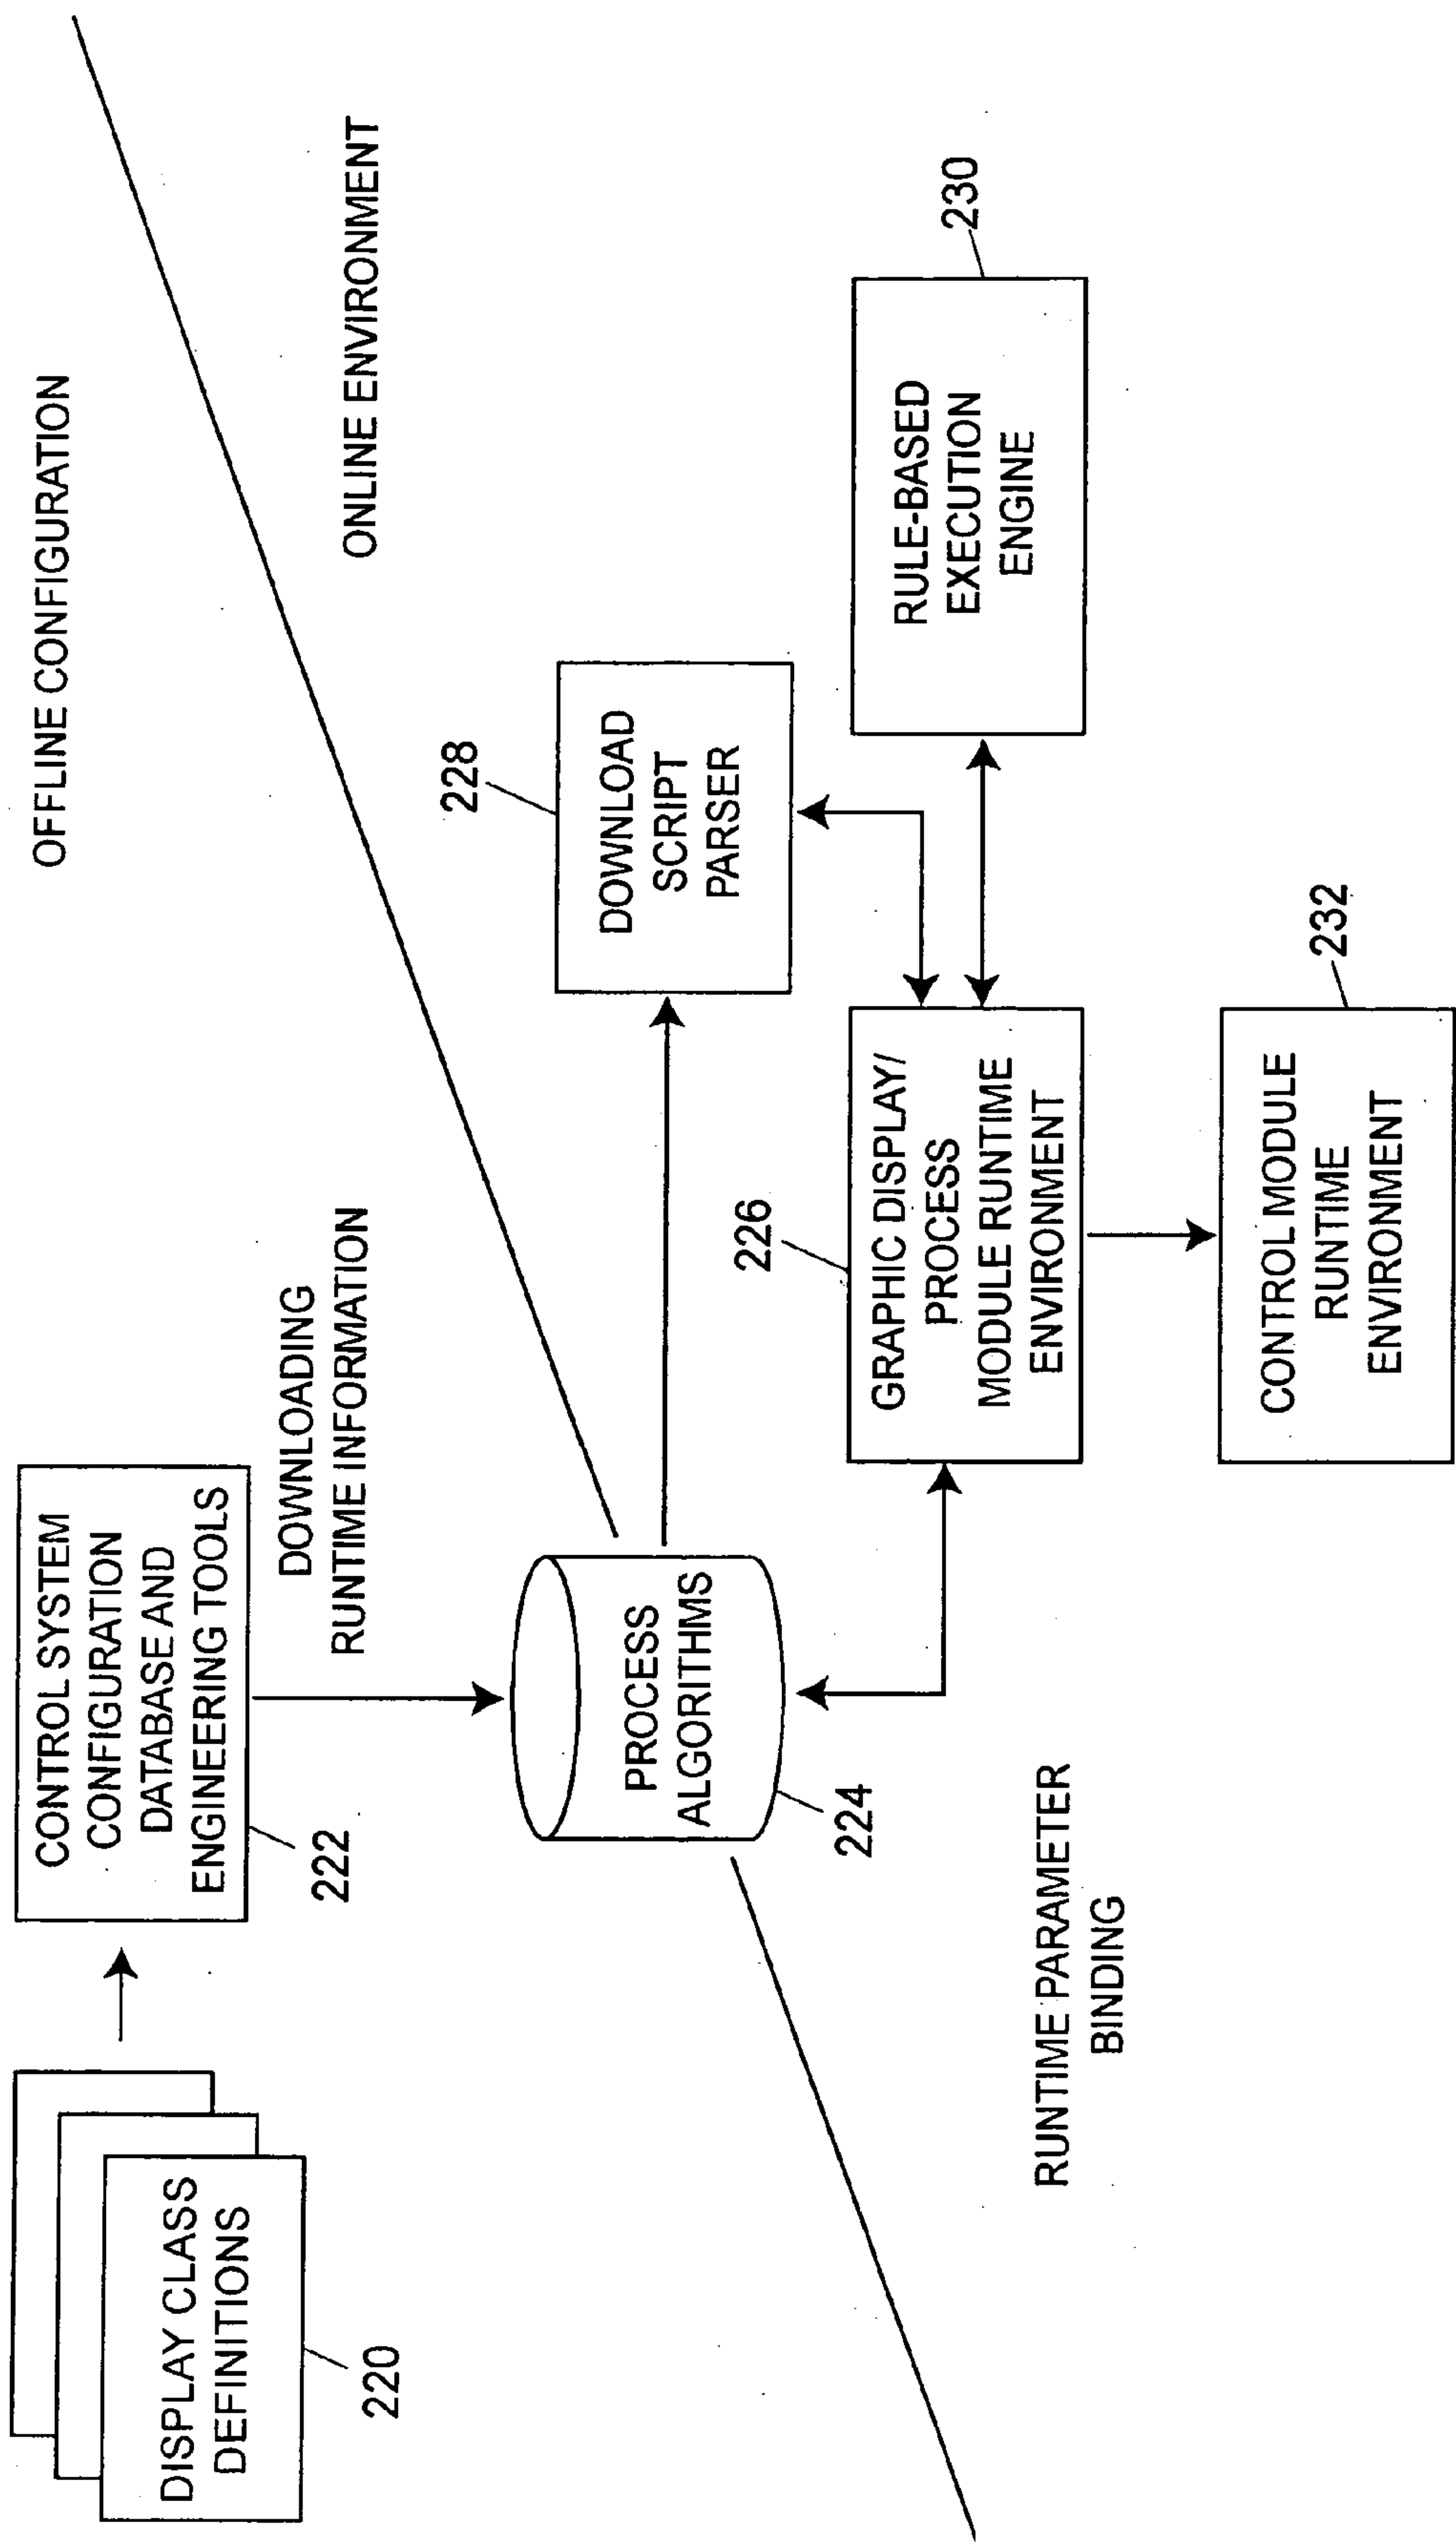 OFFLINE CONFIGURATION
CONTROL SYSTEM
CONFIGURATION
DATABASE AND
ENGINEERING TOOLS
222
DISPLAY CLASS
DEFINITIONS
220
DOWNLOADING
RUNTIME INFORMATION
ONLINE ENVIRONMENT
PROCESS
ALGORITHMS
224
228
DOWNLOAD
SCRIPT
PARSER
226
GRAPHIC DISPLAY/
PROCESS
MODULE RUNTIME
ENVIRONMENT
RULE-BASED
EXECUTION
ENGINE
230
RUNTIME PARAMETER
BINDING
232
CONTROL MODULE
RUNTIME
ENVIRONMENT